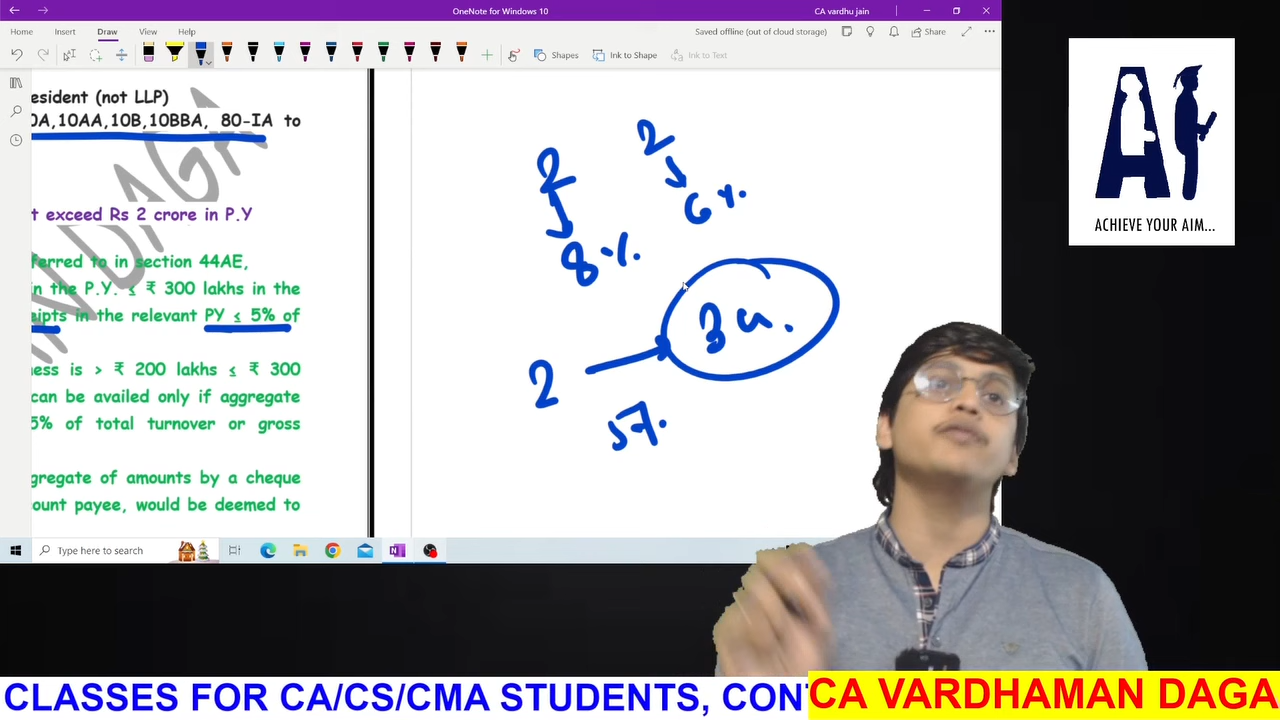 OneNote for Windows 10
CA vardhu jain
Home Insert Draw View Help
Saved offline (out of cloud storage)
Share
Shapes
Ink to Shape
Ink to Text
esident (not LLP)
0A,10AA,10B,10BBA, 80-IA to
t exceed Rs 2 crore in P.Y
ferred to in section 44AE,
n the P.Y. ≤ ₹ 300 lakhs in the
ipts in the relevant PY ≤ 5% of
ness is > ₹ 200 lakhs ≤ ₹ 300
can be availed only if aggregate
5% of total turnover or gross
gregate of amounts by a cheque
ount payee, would be deemed to
2 2
8% 6%
2 3 cr.
5%
Type here to search
AI
ACHIEVE YOUR AIM...
CLASSES FOR CA/CS/CMA STUDENTS, CON
CA VARDHAMAN DAGA